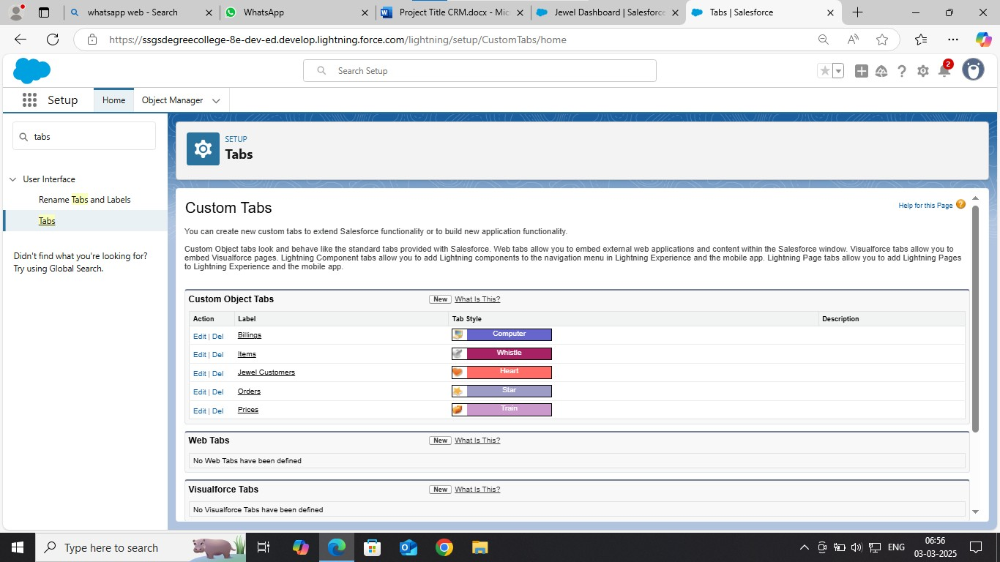 whatsapp web - Search
WhatsApp
Project Title CRM.docx - Mic
Jewel Dashboard | Salesforce
Tabs | Salesforce
https://ssgsdegreecollege-8e-dev-ed.develop.lightning.force.com/lightning/setup/CustomTabs/home
Search Setup
2
Setup
Home
Object Manager
tabs
User Interface
Rename Tabs and Labels
Tabs
Didn't find what you're looking for?
Try using Global Search.
SETUP
Tabs
Custom Tabs
Help for this Page ?
You can create new custom tabs to extend Salesforce functionality or to build new application functionality.
Custom Object tabs look and behave like the standard tabs provided with Salesforce. Web tabs allow you to embed external web applications and content within the Salesforce window. Visualforce tabs allow you to
embed Visualforce pages. Lightning Component tabs allow you to add Lightning components to the navigation menu in Lightning Experience and the mobile app. Lightning Page tabs allow you to add Lightning Pages
to Lightning Experience and the mobile app.
Custom Object Tabs New What Is This?
Action Label Tab Style Description
Edit | Del Billings Computer
Edit | Del Items Whistle
Edit | Del Jewel Customers Heart
Edit | Del Orders Star
Edit | Del Prices Train
Web Tabs New What Is This?
No Web Tabs have been defined
Visualforce Tabs New What Is This?
No Visualforce Tabs have been defined
Type here to search
ENG
06:56
03-03-2025